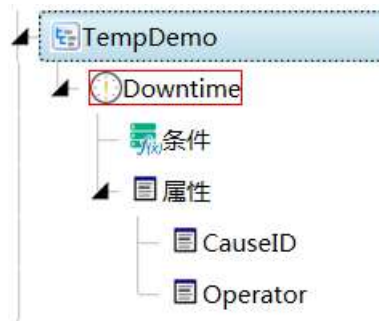 TempDemo
Downtime
条件
属性
CauseID
Operator